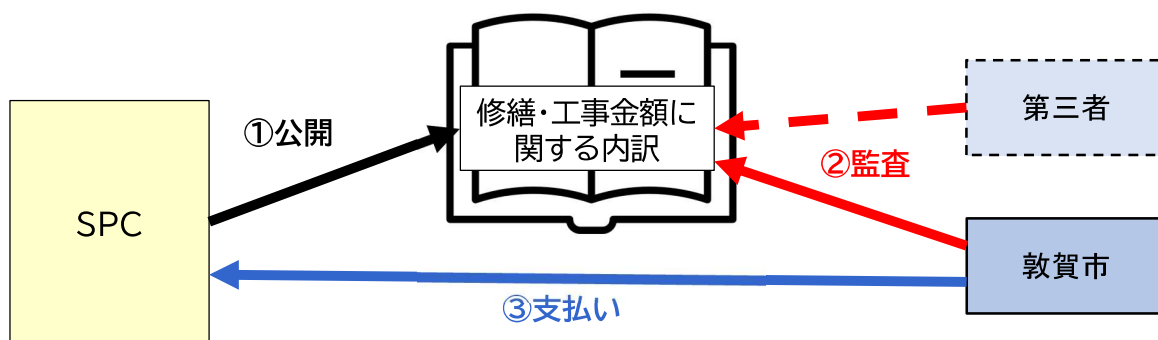 ①公開
修繕・工事金額に
関する内訳
第三者
②監査
SPC
敦賀市
③支払い